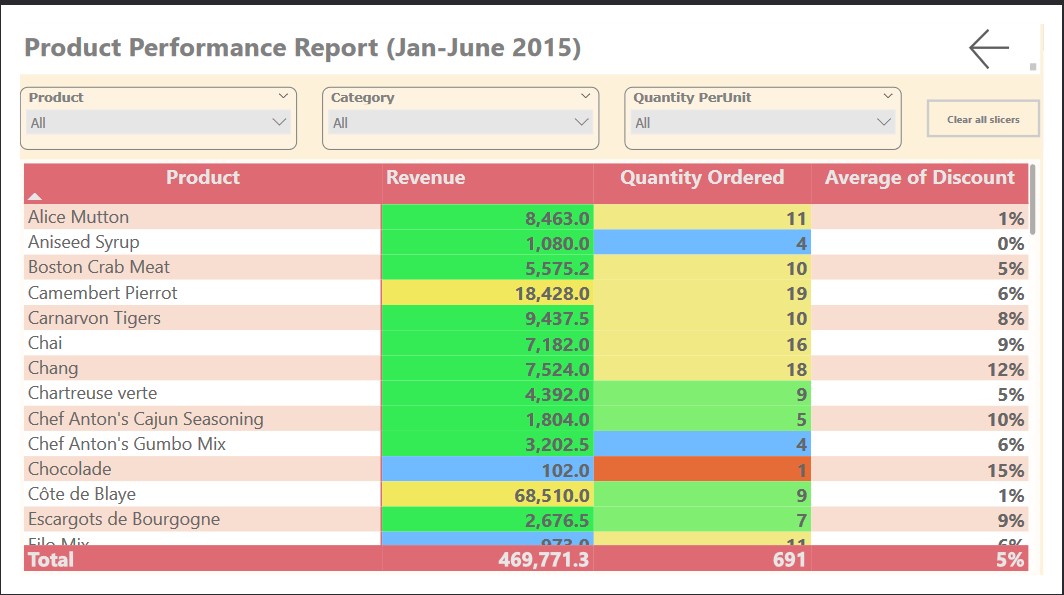 Product Performance Report (Jan-June 2015)
Product Category Quantity PerUnit
All All All Clear all slicers
Product Revenue Quantity Ordered Average of Discount
Alice Mutton 8,463.0 11 1%
Aniseed Syrup 1,080.0 4 0%
Boston Crab Meat 5,575.2 10 5%
Camembert Pierrot 18,428.0 19 6%
Carnarvon Tigers 9,437.5 10 8%
Chai 7,182.0 16 9%
Chang 7,524.0 18 12%
Chartreuse verte 4,392.0 9 5%
Chef Anton's Cajun Seasoning 1,804.0 5 10%
Chef Anton's Gumbo Mix 3,202.5 4 6%
Chocolade 102.0 1 15%
Côte de Blaye 68,510.0 9 1%
Escargots de Bourgogne 2,676.5 7 9%
Filo Mix 973.0 11 6%
Total 469,771.3 691 5%